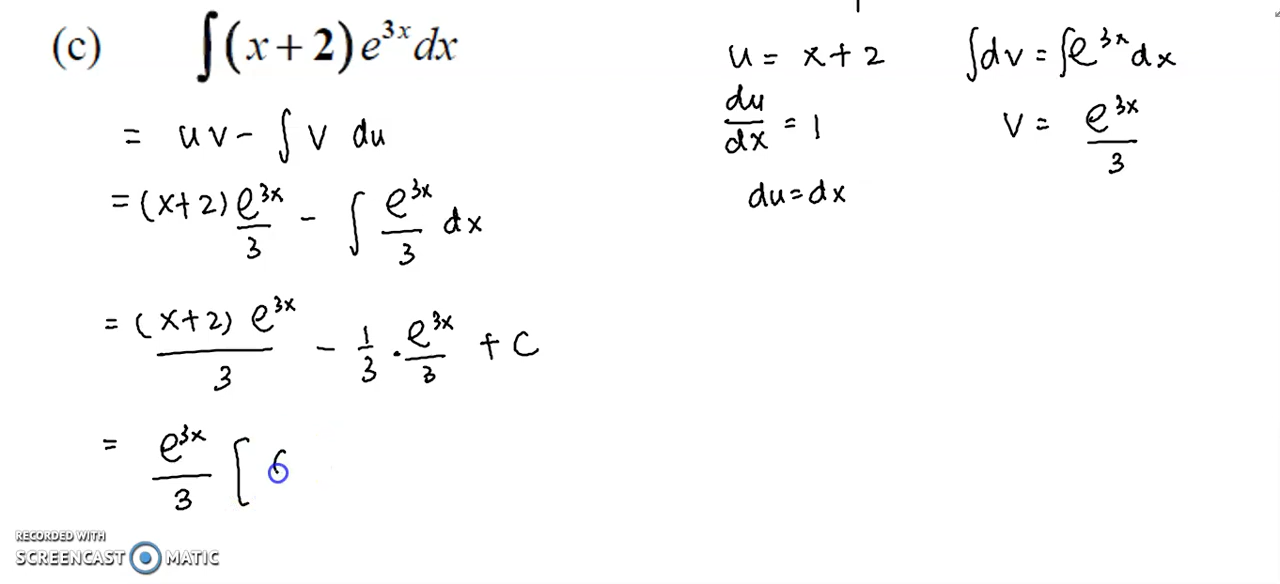 (c) ∫(x+2)e^{3x}dx
= uv - ∫ v du
= (x+2) e^{3x}/3 - ∫ e^{3x}/3 dx
= (x+2) e^{3x}/3 - 1/3 · e^{3x}/3 + C
= e^{3x}/3 [
u = x+2
du/dx = 1
du = dx
∫dv = ∫e^{3x}dx
v = e^{3x}/3
RECORDED WITH
SCREENCAST MATIC